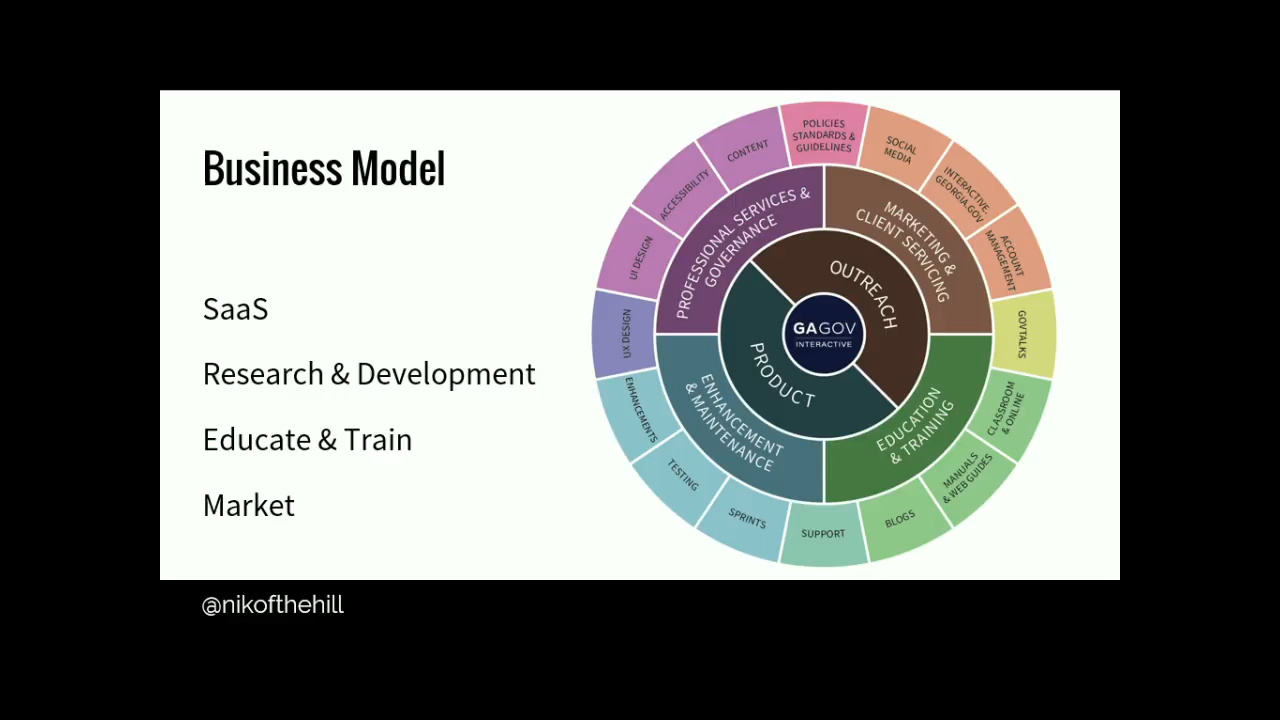 Business Model
SaaS
Research & Development
Educate & Train
Market
@nikofthehill
GAGOV
INTERACTIVE
OUTREACH
PRODUCT
PROFESSIONAL SERVICES &
GOVERNANCE
MARKETING &
CLIENT SERVICING
EDUCATION
& TRAINING
ENHANCEMENT
& MAINTENANCE
POLICIES
STANDARDS &
GUIDELINES
SOCIAL
MEDIA
INTERACTIVE.
GEORGIA.GOV
ACCOUNT
MANAGEMENT
GOVTALKS
CLASSROOM
& ONLINE
MANUALS
& WEB GUIDES
BLOGS
SUPPORT
SPRINTS
TESTING
ENHANCEMENTS
UX DESIGN
UI DESIGN
ACCESSIBILITY
CONTENT